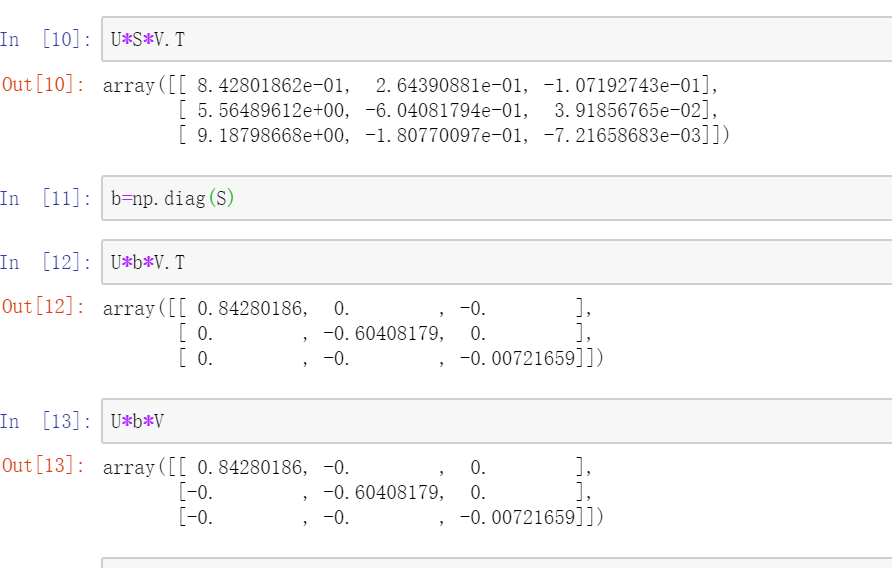 In [10]: U*S*V.T
Out[10]: array([[ 8.42801862e-01, 2.64390881e-01, -1.07192743e-01],
[ 5.56489612e+00, -6.04081794e-01, 3.91856765e-02],
[ 9.18798668e+00, -1.80770097e-01, -7.21658683e-03]])
In [11]: b=np.diag(S)
In [12]: U*b*V.T
Out[12]: array([[ 0.84280186, 0. , -0. ],
[ 0. , -0.60408179, 0. ],
[ 0. , -0. , -0.00721659]])
In [13]: U*b*V
Out[13]: array([[ 0.84280186, -0. , 0. ],
[-0. , -0.60408179, 0. ],
[-0. , -0. , -0.00721659]])